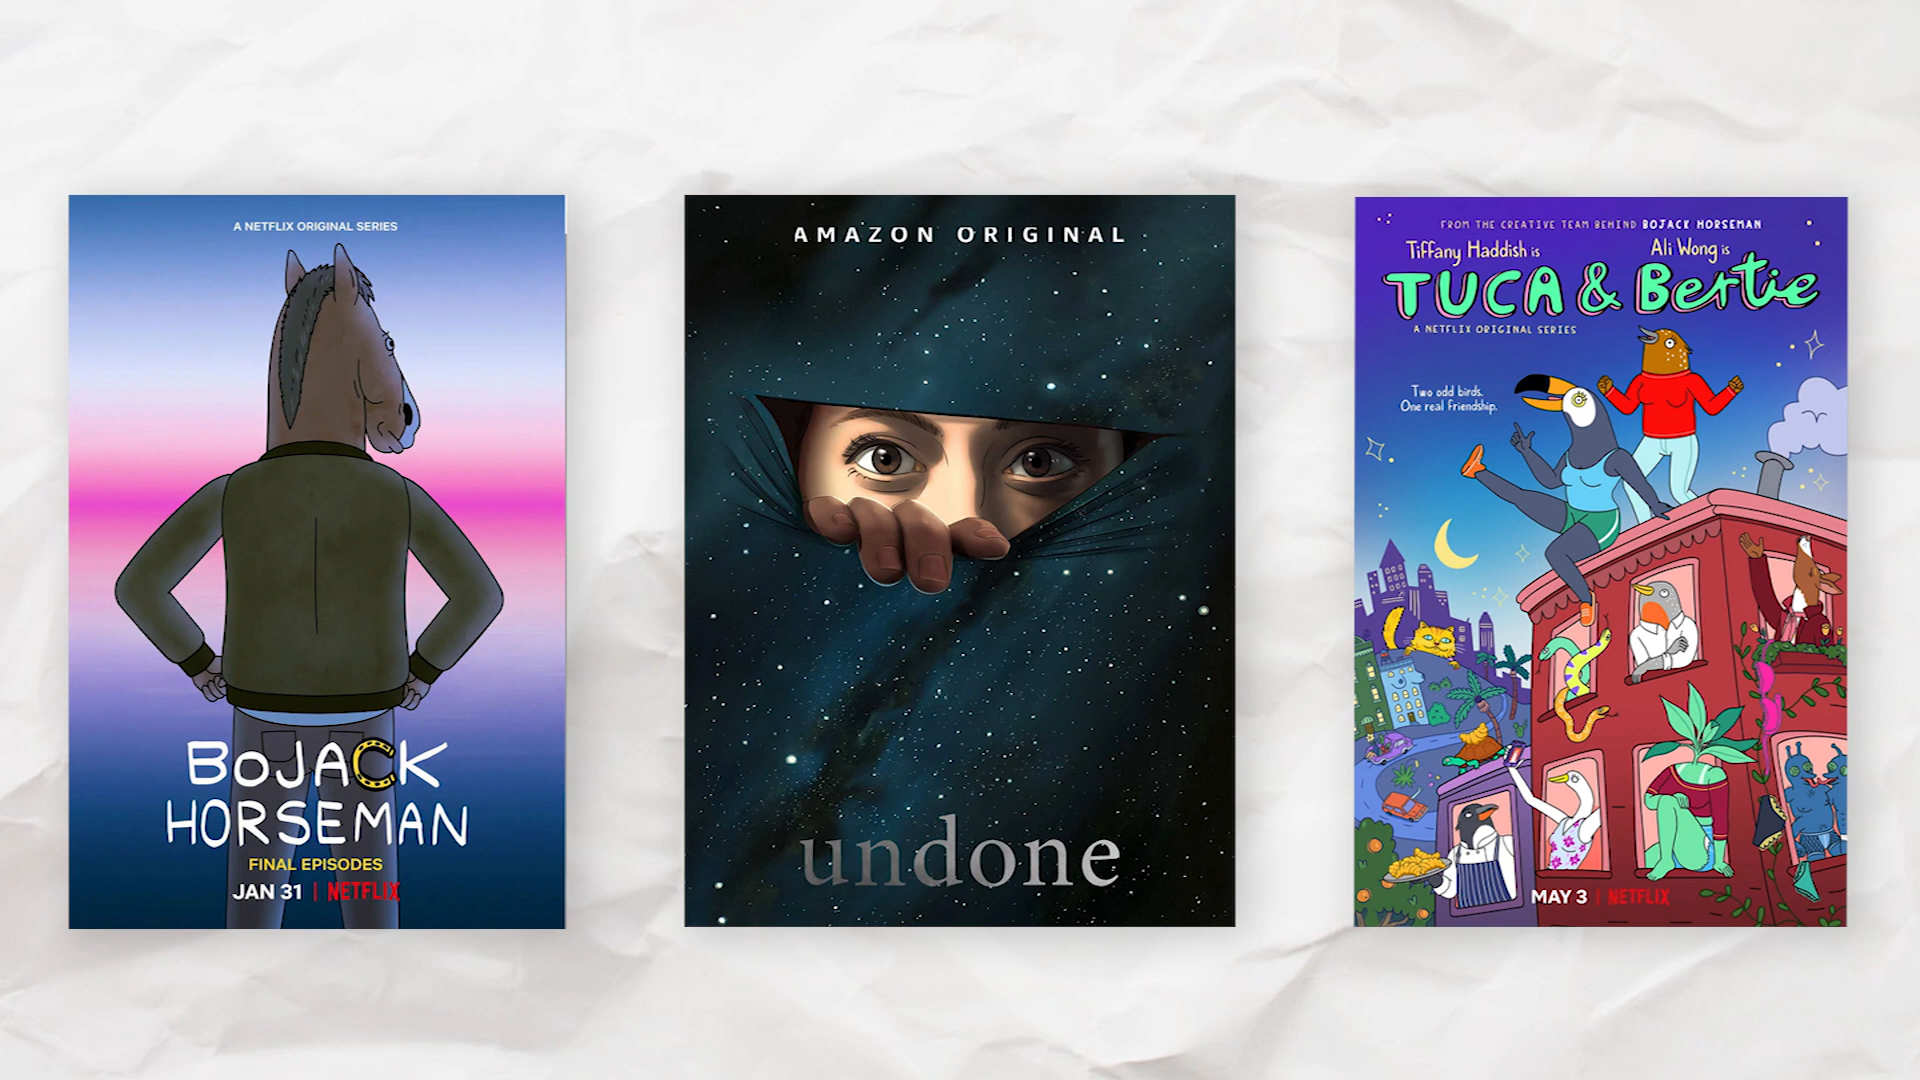 A NETFLIX ORIGINAL SERIES
BOJACK
HORSEMAN
FINAL EPISODES
JAN 31 | NETFLIX
AMAZON ORIGINAL
undone
FROM THE CREATIVE TEAM BEHIND BOJACK HORSEMAN
Tiffany Haddish is Ali Wong is
TUCA & Bertie
A NETFLIX ORIGINAL SERIES
Two odd birds.
One real friendship.
MAY 3 | NETFLIX